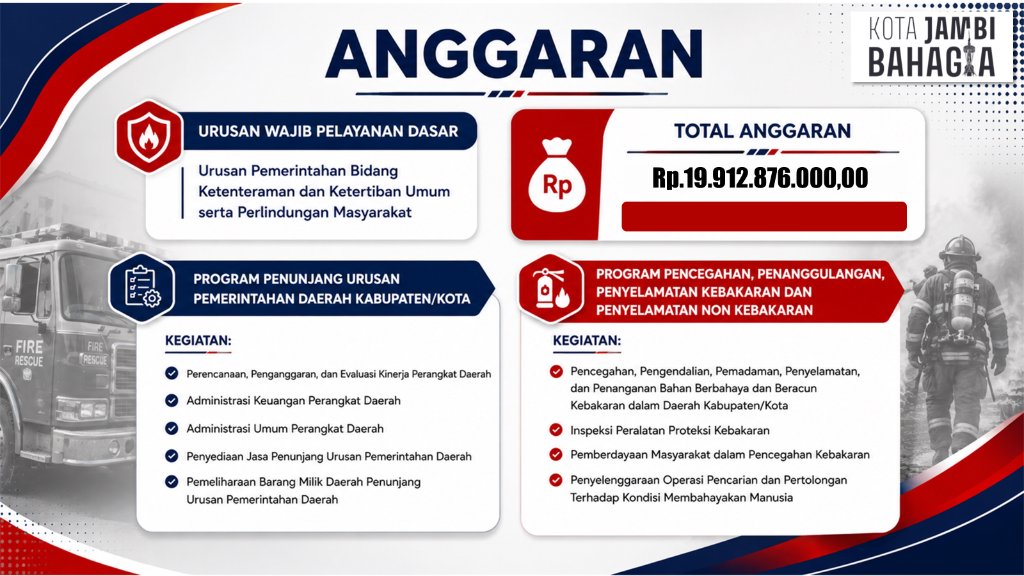 ANGGARAN
KOTA JAMBI
BAHAGIA
URUSAN WAJIB PELAYANAN DASAR
Urusan Pemerintahan Bidang
Ketenteraman dan Ketertiban Umum
serta Perlindungan Masyarakat
Rp
TOTAL ANGGARAN
Rp.19.912.876.000,00
PROGRAM PENUNJANG URUSAN
PEMERINTAHAN DAERAH KABUPATEN/KOTA
KEGIATAN:
Perencanaan, Penganggaran, dan Evaluasi Kinerja Perangkat Daerah
Administrasi Keuangan Perangkat Daerah
Administrasi Umum Perangkat Daerah
Penyediaan Jasa Penunjang Urusan Pemerintahan Daerah
Pemeliharaan Barang Milik Daerah Penunjang
Urusan Pemerintahan Daerah
PROGRAM PENCEGAHAN, PENANGGULANGAN,
PENYELAMATAN KEBAKARAN DAN
PENYELAMATAN NON KEBAKARAN
KEGIATAN:
Pencegahan, Pengendalian, Pemadaman, Penyelamatan,
dan Penanganan Bahan Berbahaya dan Beracun
Kebakaran dalam Daerah Kabupaten/Kota
Inspeksi Peralatan Proteksi Kebakaran
Pemberdayaan Masyarakat dalam Pencegahan Kebakaran
Penyelenggaraan Operasi Pencarian dan Pertolongan
Terhadap Kondisi Membahayakan Manusia
FIRE
RESCUE
FIRE
RESCUE